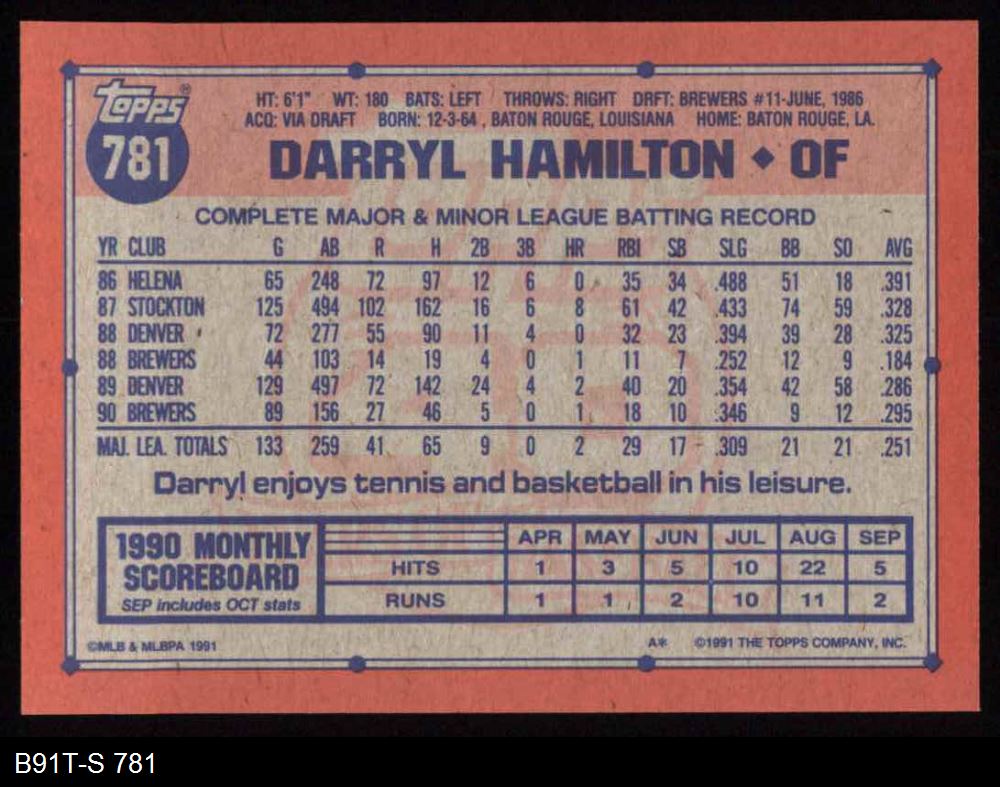 Topps®
781
HT: 6'1" WT: 180 BATS: LEFT THROWS: RIGHT DRFT: BREWERS #11-JUNE, 1986
ACQ: VIA DRAFT BORN: 12-3-64, BATON ROUGE, LOUISIANA HOME: BATON ROUGE, LA.
DARRYL HAMILTON ◆ OF
COMPLETE MAJOR & MINOR LEAGUE BATTING RECORD
YR CLUB G AB R H 2B 3B HR RBI SB SLG BB SO AVG
86 HELENA 65 248 72 97 12 6 0 35 34 .488 51 18 .391
87 STOCKTON 125 494 102 162 16 6 8 61 42 .433 74 59 .328
88 DENVER 72 277 55 90 11 4 0 32 23 .394 39 28 .325
88 BREWERS 44 103 14 19 4 0 1 11 7 .252 12 9 .184
89 DENVER 129 497 72 142 24 4 2 40 20 .354 42 58 .286
90 BREWERS 89 156 27 46 5 0 1 18 10 .346 9 12 .295
MAJ. LEA. TOTALS 133 259 41 65 9 0 2 29 17 .309 21 21 .251
Darryl enjoys tennis and basketball in his leisure.
1990 MONTHLY
SCOREBOARD
SEP includes OCT stats
APR MAY JUN JUL AUG SEP
HITS 1 3 5 10 22 5
RUNS 1 1 2 10 11 2
©MLB & MLBPA 1991 A* ©1991 THE TOPPS COMPANY, INC.
B91T-S 781